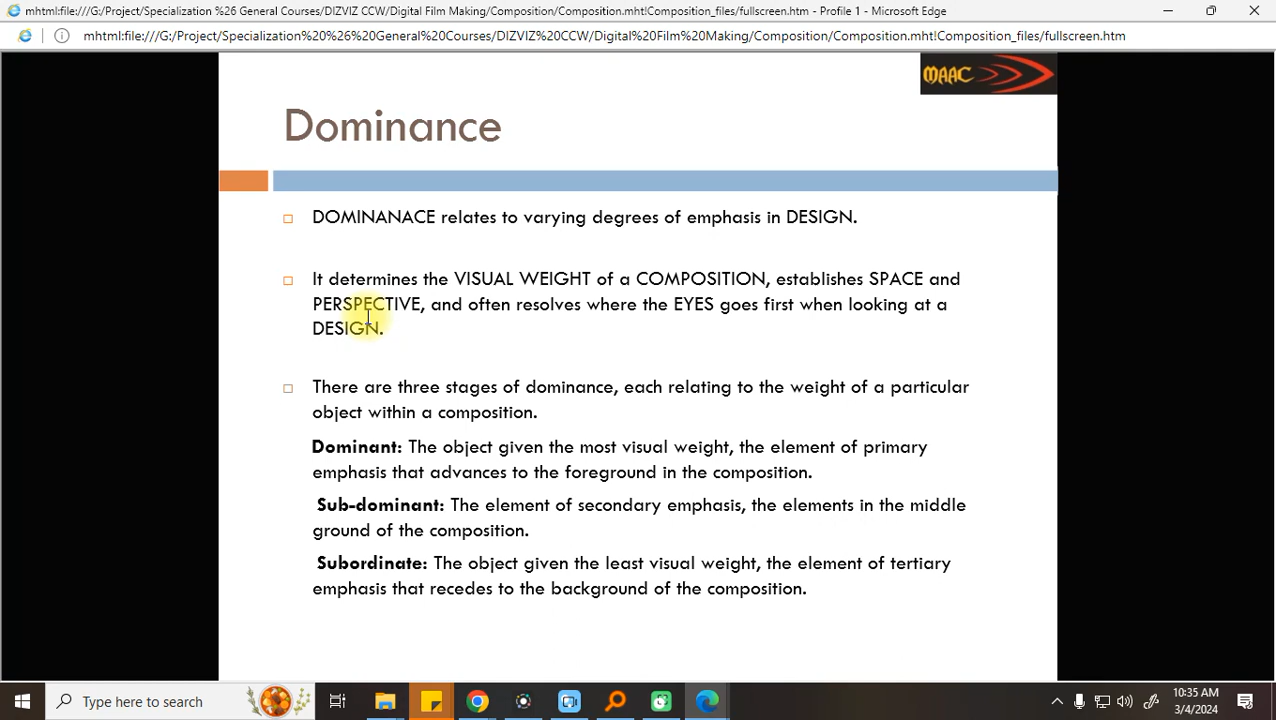 mhtml:file:///G:/Project/Specialization %26 General Courses/DIZVIZ CCW/Digital Film Making/Composition/Composition.mht!Composition_files/fullscreen.htm - Profile 1 - Microsoft Edge
mhtml:file:///G:/Project/Specialization%20%26%20General%20Courses/DIZVIZ%20CCW/Digital%20Film%20Making/Composition/Composition.mht!Composition_files/fullscreen.htm
MAAC
Dominance
DOMINANACE relates to varying degrees of emphasis in DESIGN.
It determines the VISUAL WEIGHT of a COMPOSITION, establishes SPACE and
PERSPECTIVE, and often resolves where the EYES goes first when looking at a
DESIGN.
There are three stages of dominance, each relating to the weight of a particular
object within a composition.
Dominant: The object given the most visual weight, the element of primary
emphasis that advances to the foreground in the composition.
Sub-dominant: The element of secondary emphasis, the elements in the middle
ground of the composition.
Subordinate: The object given the least visual weight, the element of tertiary
emphasis that recedes to the background of the composition.
Type here to search
10:35 AM
3/4/2024